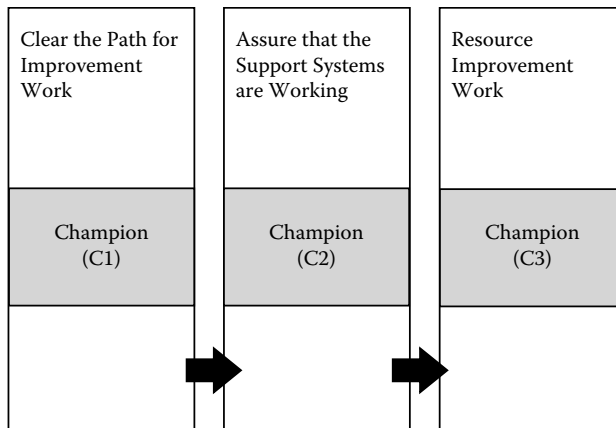 Clear the Path for
Improvement
Work
Assure that the
Support Systems
are Working
Resource
Improvement
Work
Champion
(C1)
Champion
(C2)
Champion
(C3)